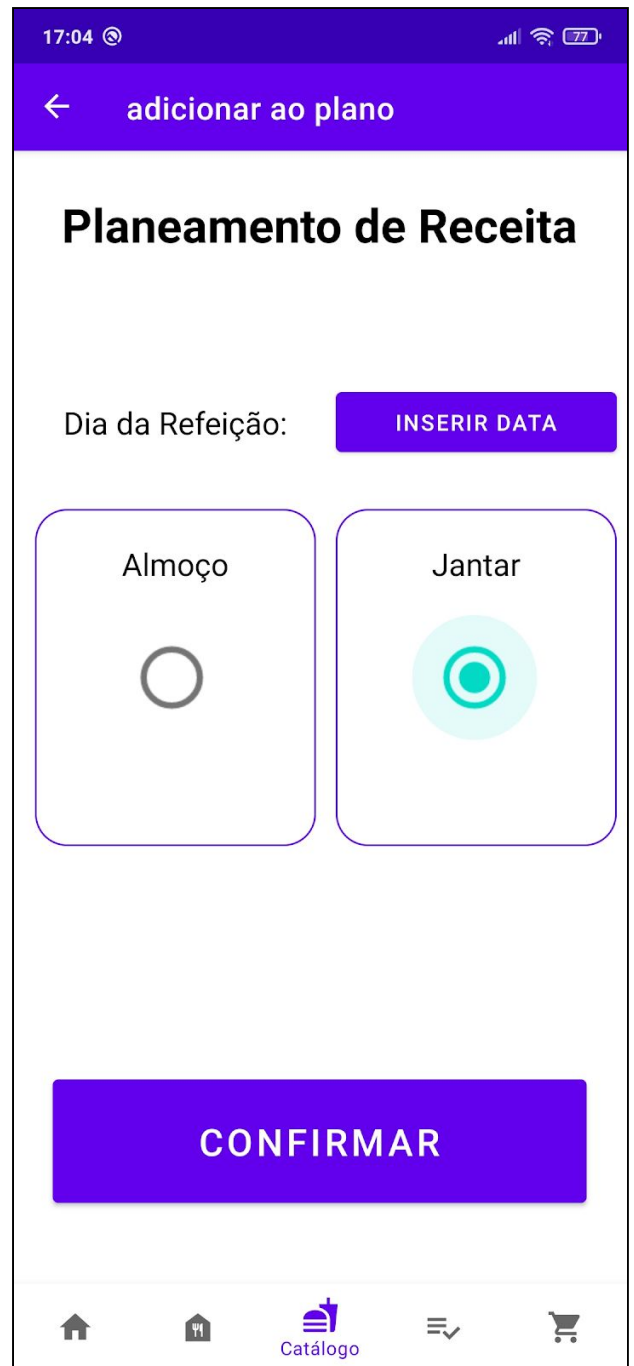 17:04 77
adicionar ao plano
Planeamento de Receita
Dia da Refeição: INSERIR DATA
Almoço Jantar
CONFIRMAR
Catálogo